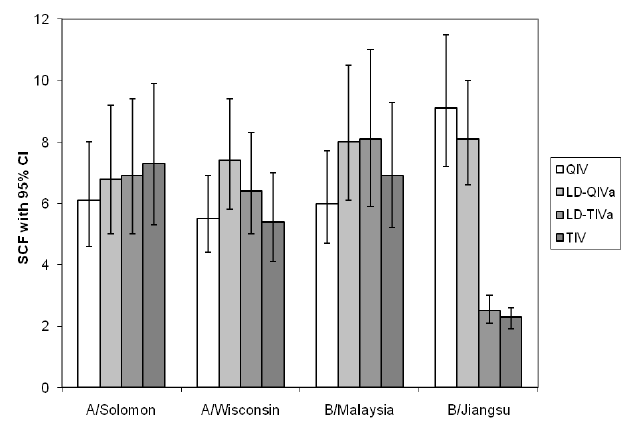 12
10
8
6
4
2
0
SCF with 95% CI
A/Solomon A/Wisconsin B/Malaysia B/Jiangsu
QIV
LD-QIVa
LD-TIVa
TIV